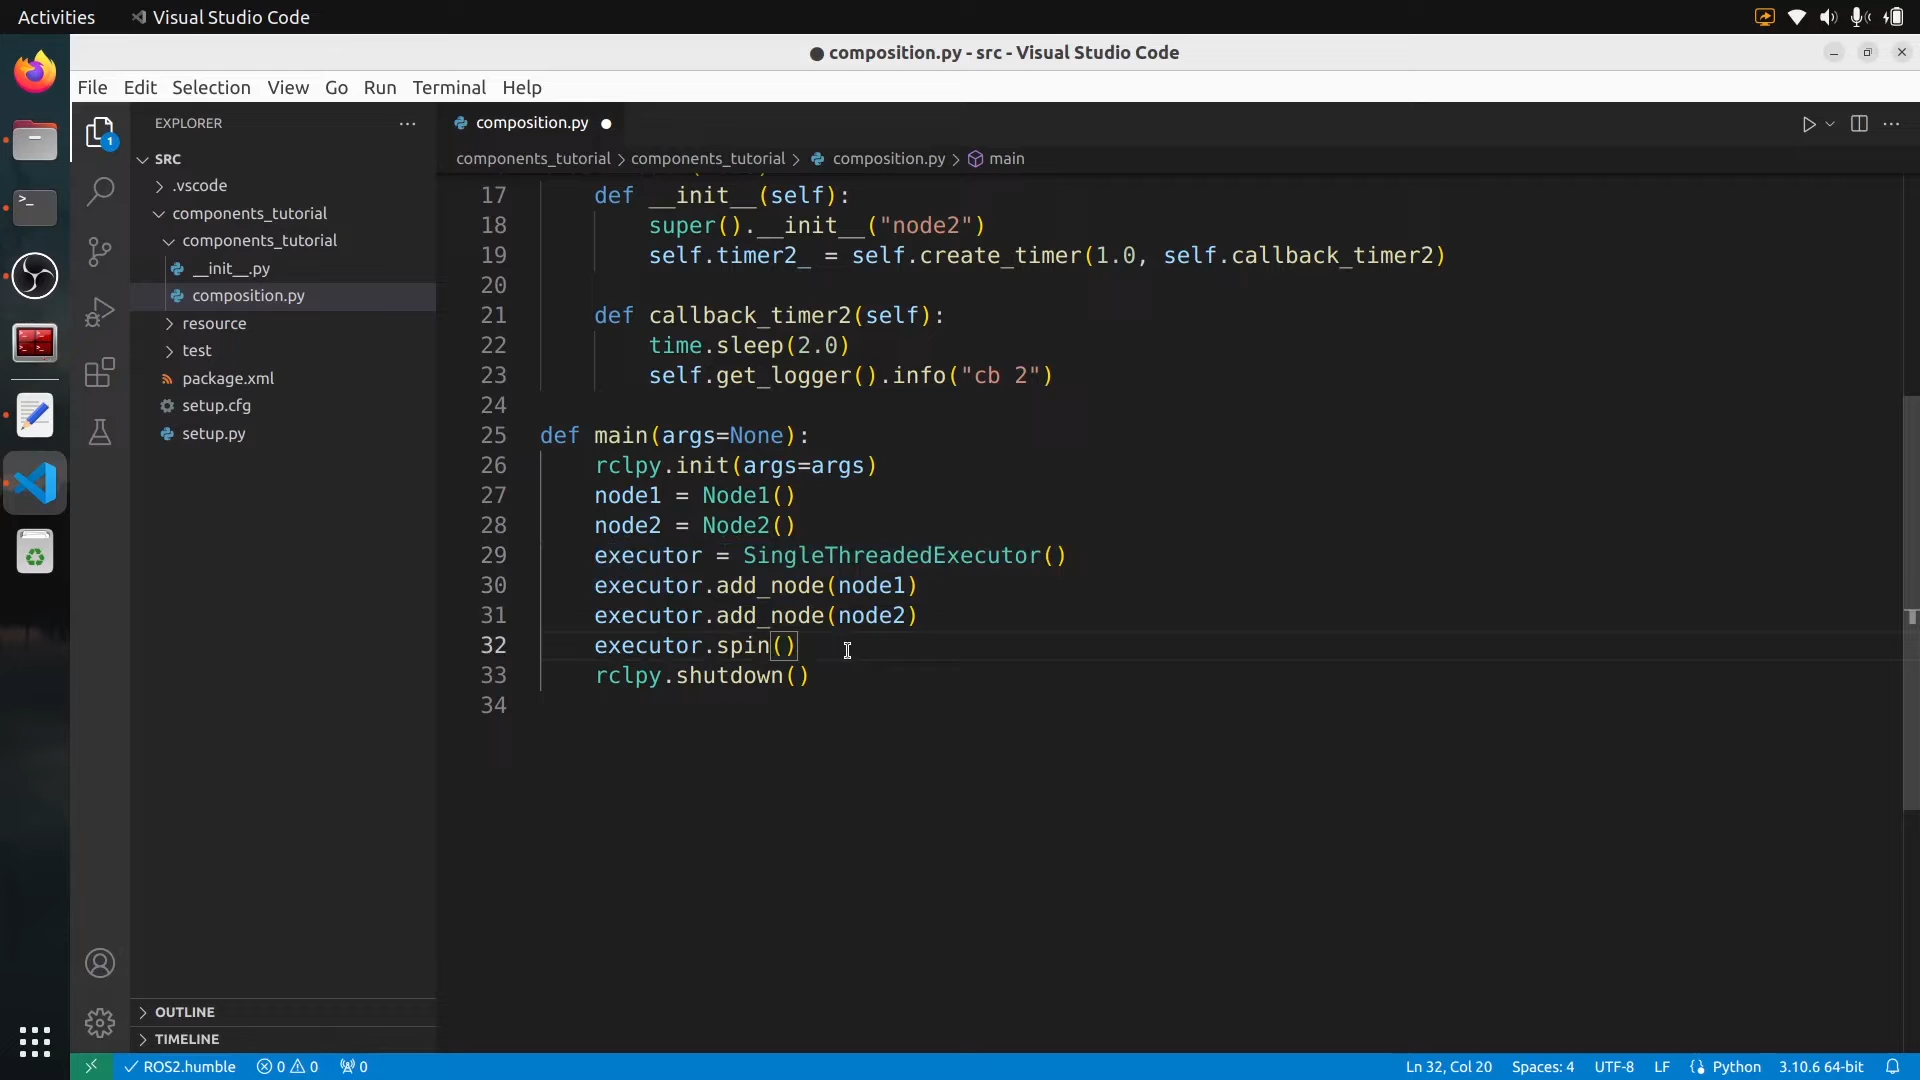 Activities
Visual Studio Code
● composition.py - src - Visual Studio Code
File Edit Selection View Go Run Terminal Help
EXPLORER
1
SRC
.vscode
components_tutorial
components_tutorial
__init__.py
composition.py
resource
test
package.xml
setup.cfg
setup.py
OUTLINE
TIMELINE
composition.py
components_tutorial > components_tutorial > composition.py > main
17 def __init__(self):
18 super().__init__("node2")
19 self.timer2_ = self.create_timer(1.0, self.callback_timer2)
20
21 def callback_timer2(self):
22 time.sleep(2.0)
23 self.get_logger().info("cb 2")
24
25 def main(args=None):
26 rclpy.init(args=args)
27 node1 = Node1()
28 node2 = Node2()
29 executor = SingleThreadedExecutor()
30 executor.add_node(node1)
31 executor.add_node(node2)
32 executor.spin()
33 rclpy.shutdown()
34
ROS2.humble 0 0 0 Ln 32, Col 20 Spaces: 4 UTF-8 LF Python 3.10.6 64-bit